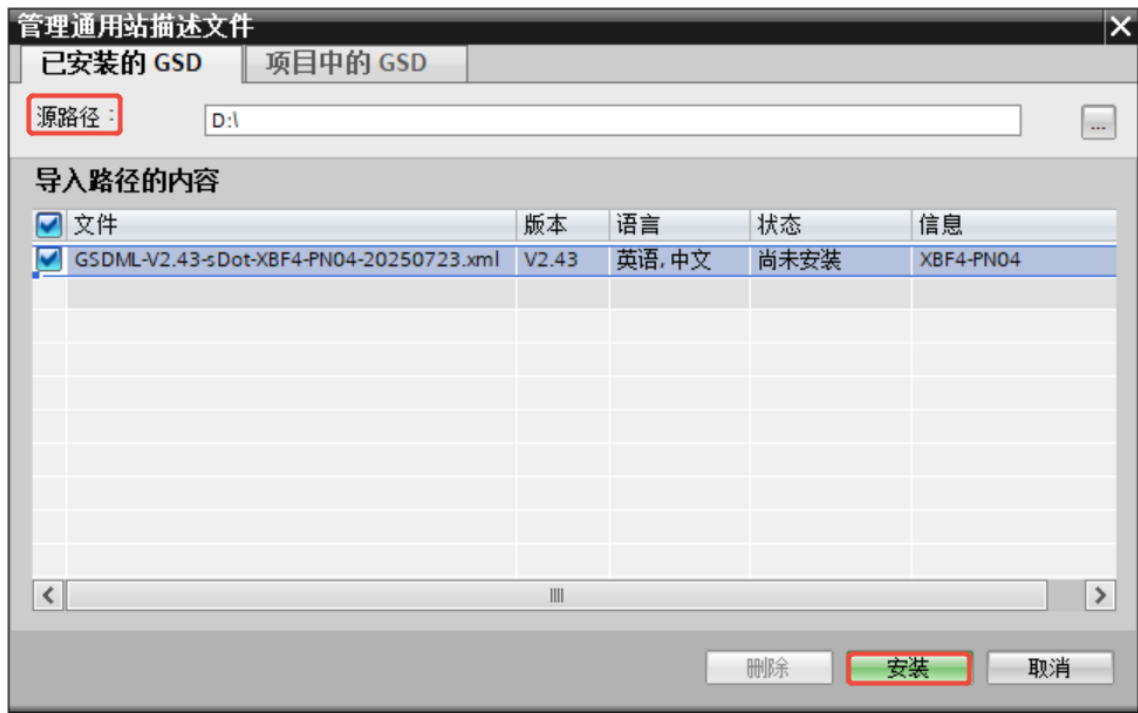 管理通用站描述文件
已安装的 GSD 项目中的 GSD
源路径： D:\ ...
导入路径的内容
文件 版本 语言 状态 信息
GSDML-V2.43-sDot-XBF4-PN04-20250723.xml V2.43 英语, 中文 尚未安装 XBF4-PN04
删除 安装 取消